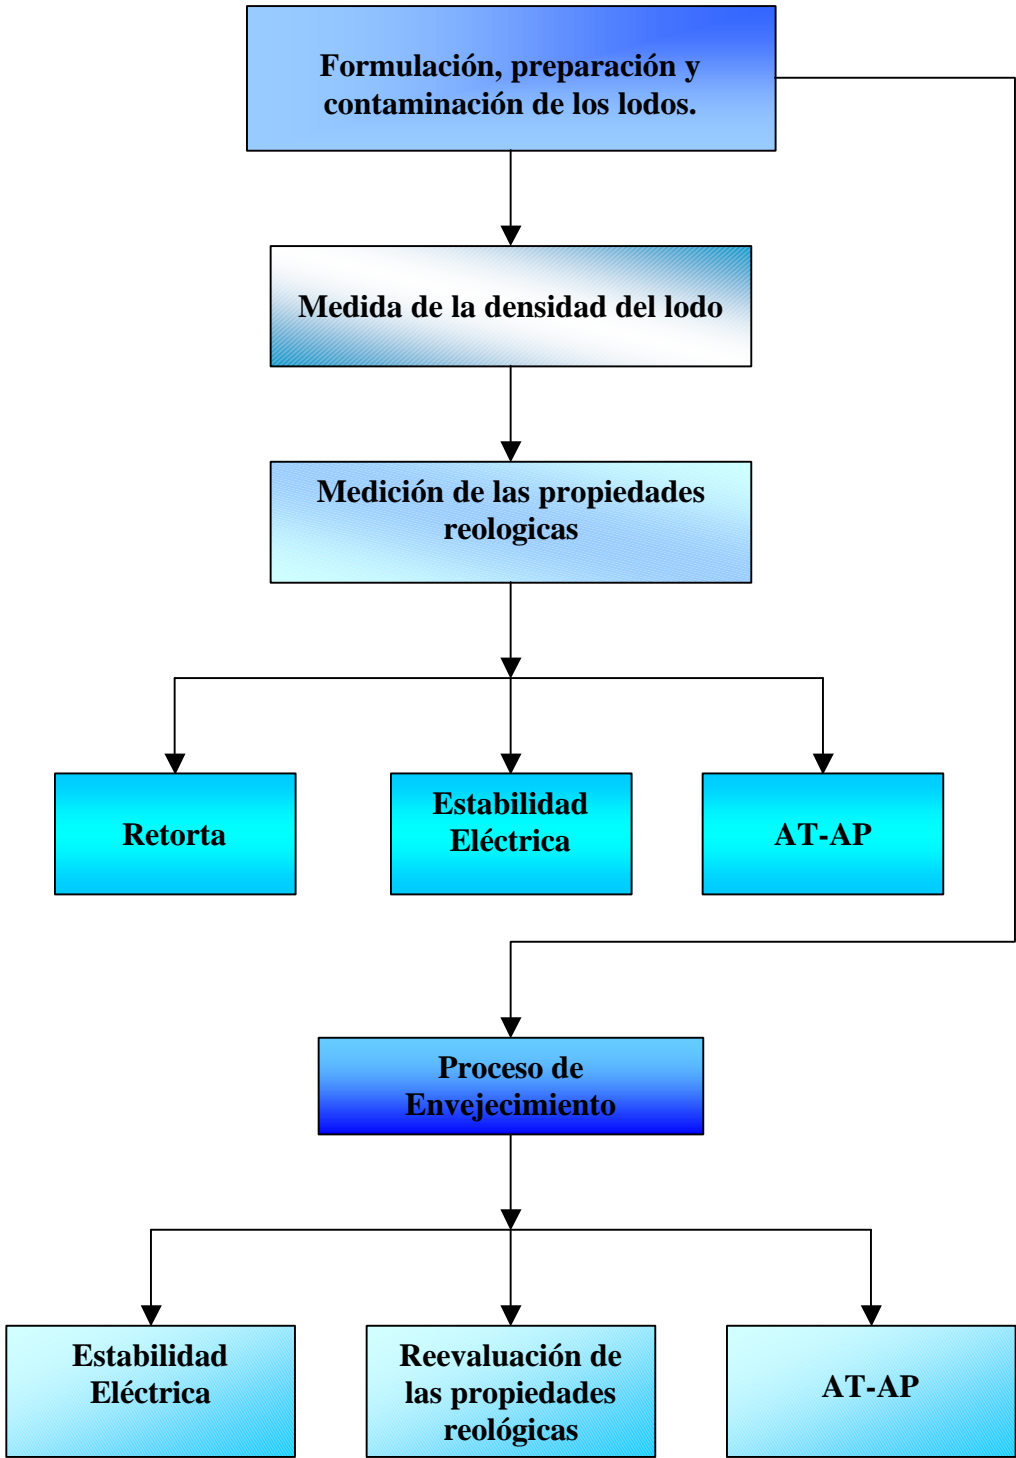 Formulación, preparación y
contaminación de los lodos.
Medida de la densidad del lodo
Medición de las propiedades
reologicas
Retorta
Estabilidad
Eléctrica
AT-AP
Proceso de
Envejecimiento
Estabilidad
Eléctrica
Reevaluación de
las propiedades
reológicas
AT-AP